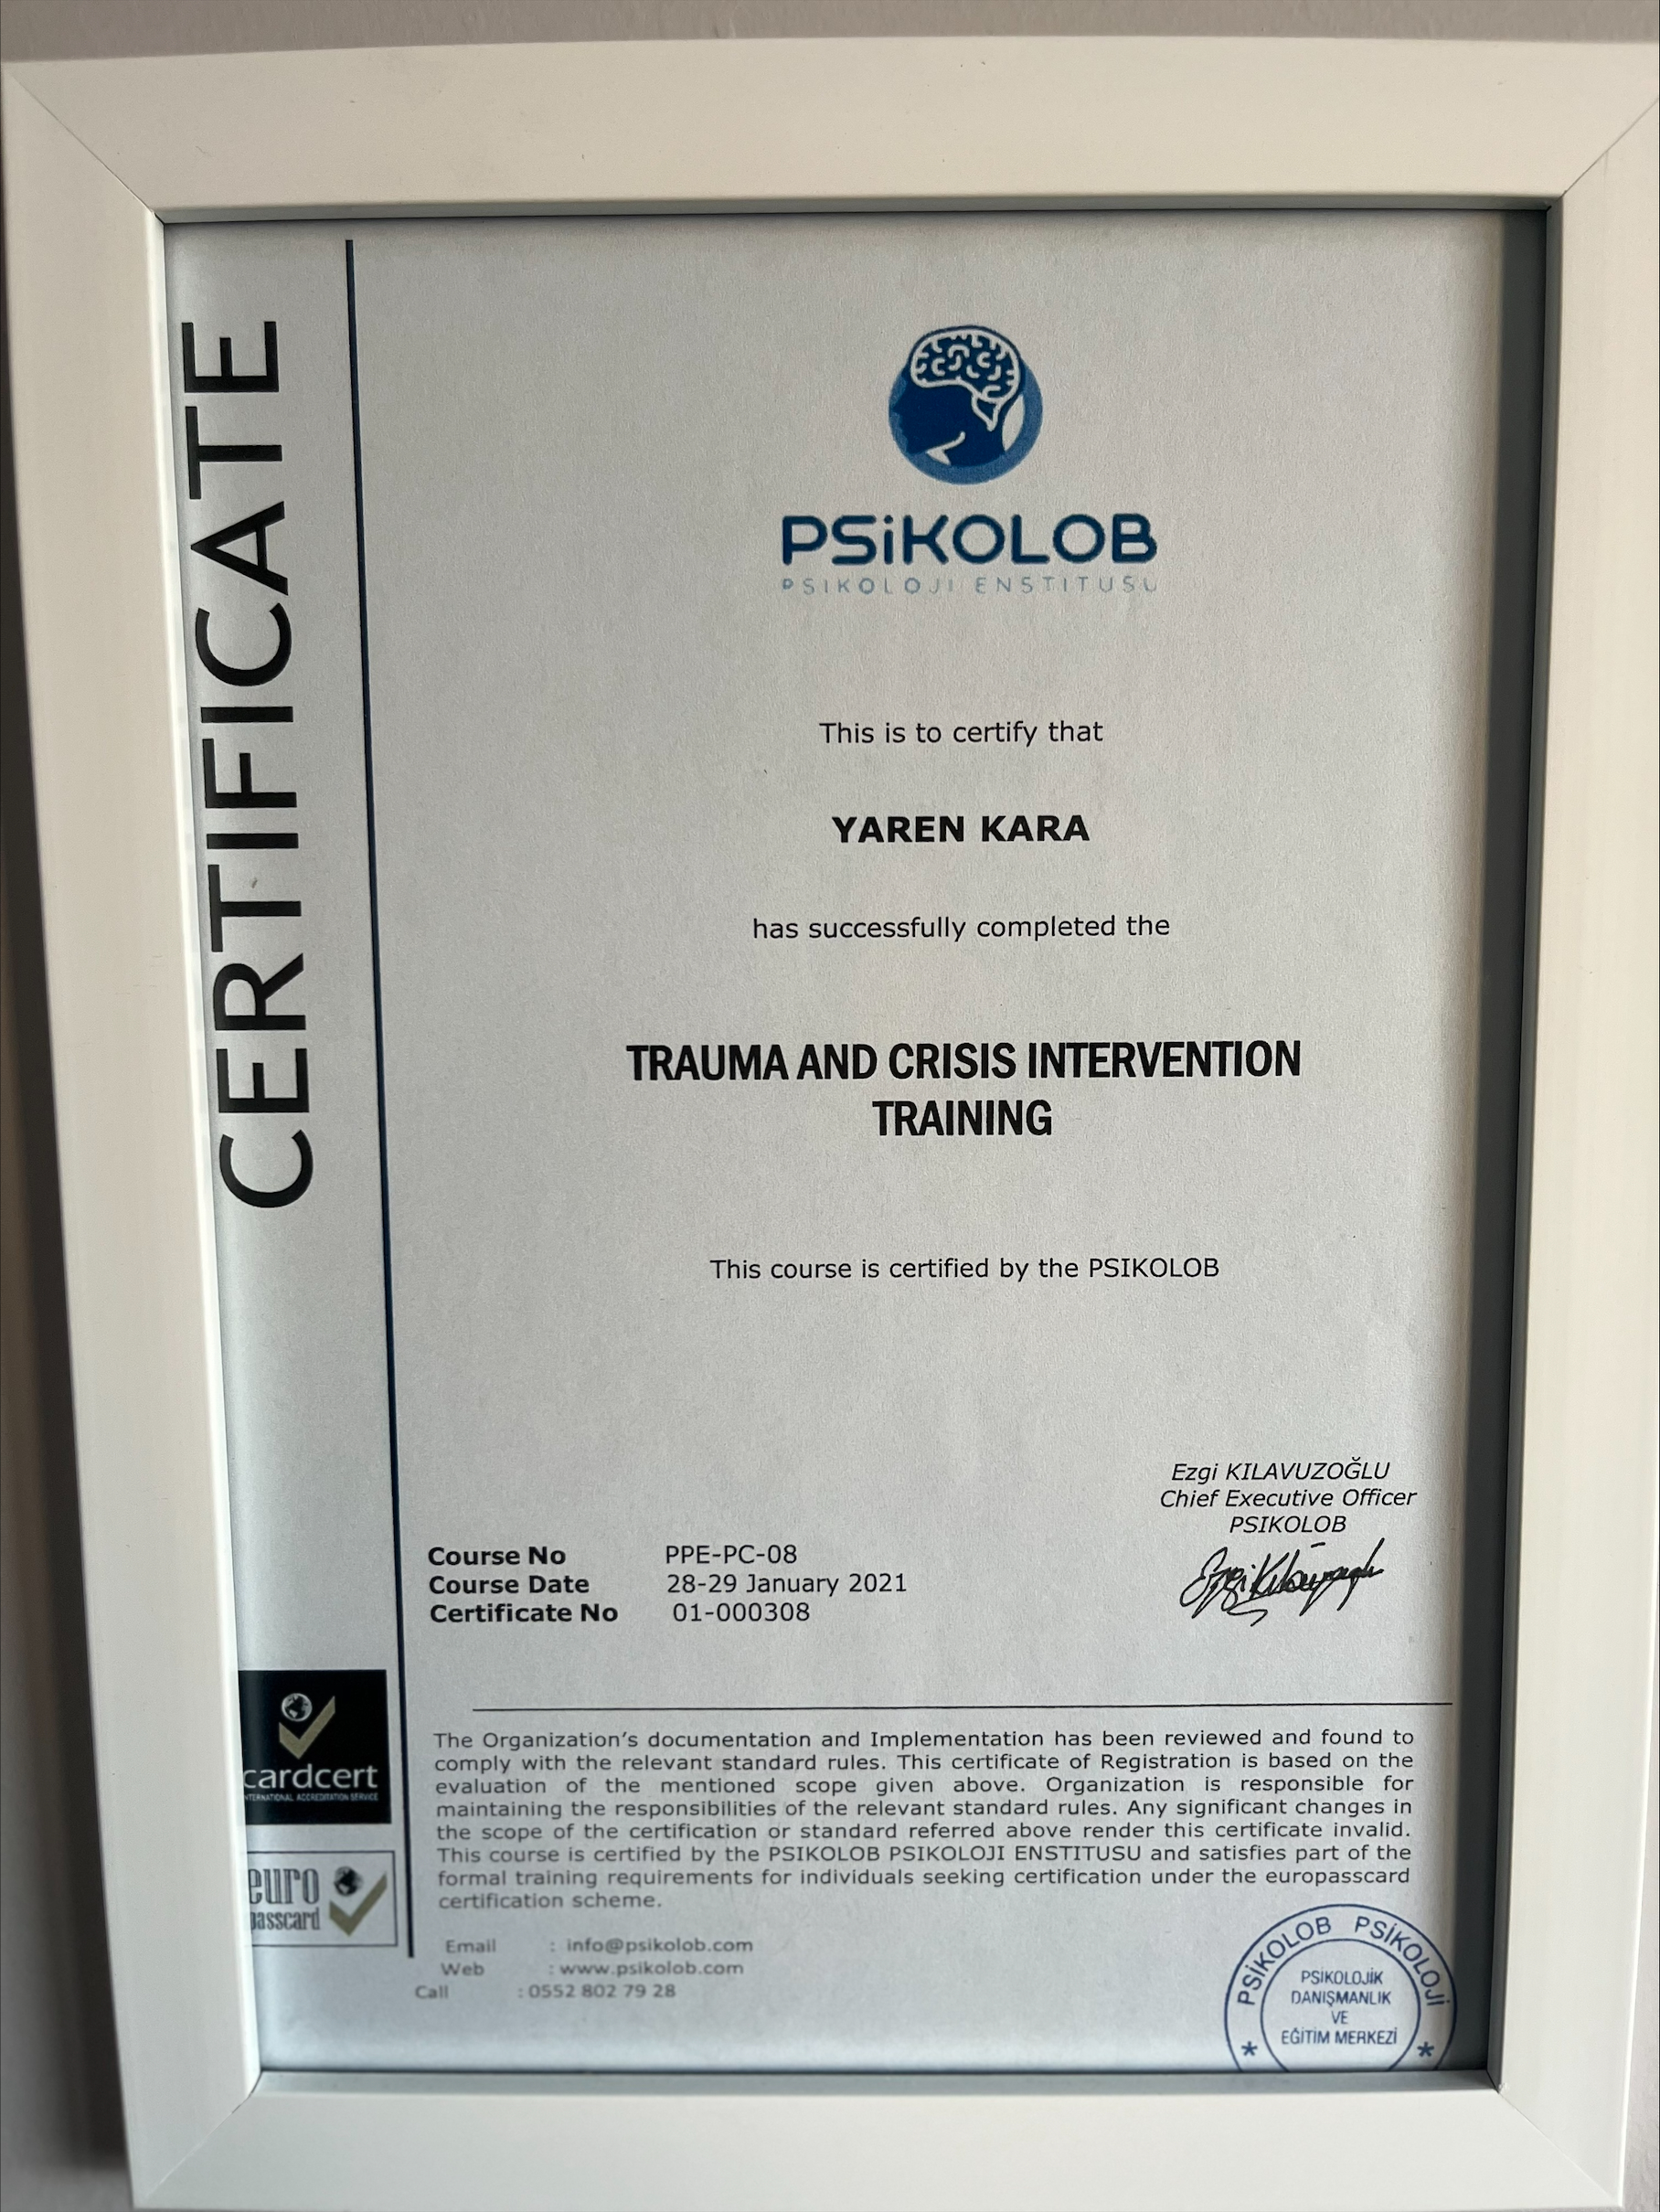 CERTIFICATE
PSiKOLOB
PSIKOLOJI ENSTITUSU
This is to certify that
YAREN KARA
has successfully completed the
TRAUMA AND CRISIS INTERVENTION
TRAINING
This course is certified by the PSIKOLOB
Ezgi KILAVUZOĞLU
Chief Executive Officer
PSIKOLOB
Course No PPE-PC-08
Course Date 28-29 January 2021
Certificate No 01-000308
cardcert
INTERNATIONAL ACCREDITATION SERVICE
euro
passcard
The Organization's documentation and Implementation has been reviewed and found to
comply with the relevant standard rules. This certificate of Registration is based on the
evaluation of the mentioned scope given above. Organization is responsible for
maintaining the responsibilities of the relevant standard rules. Any significant changes in
the scope of the certification or standard referred above render this certificate invalid.
This course is certified by the PSIKOLOB PSIKOLOJI ENSTITUSU and satisfies part of the
formal training requirements for individuals seeking certification under the europasscard
certification scheme.
Email : info@psikolob.com
Web : www.psikolob.com
Call : 0552 802 79 28
PSİKOLOB PSİKOLOJİ
PSİKOLOJİK
DANIŞMANLIK
VE
EĞİTİM MERKEZİ